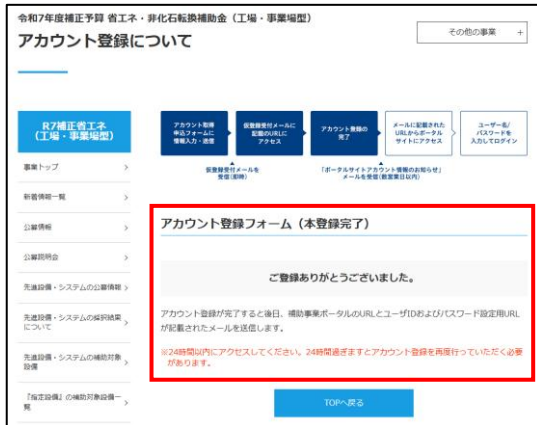 令和7年度補正予算 省エネ・非化石転換補助金（工場・事業場型）
アカウント登録について
その他の事業 +
R7補正省エネ
（工場・事業場型）
事業トップ
新着情報一覧
公募情報
公募説明会
先進設備・システムの公募情報
先進設備・システムの採択結果
について
先進設備・システムの補助対象
設備
『指定設備』の補助対象設備一
覧
アカウント取得
申込フォームに
情報入力・送信
仮登録受付メールに
記載のURLに
アクセス
アカウント登録の
完了
メールに記載された
URLからポータル
サイトにアクセス
ユーザー名/
パスワードを
入力してログイン
仮登録受付メールを
受信(即時)
「ポータルサイトアカウント情報のお知らせ」
メールを受信(数営業日以内)
アカウント登録フォーム（本登録完了）
ご登録ありがとうございました。
アカウント登録が完了すると後日、補助事業ポータルのURLとユーザIDおよびパスワード設定用URL
が記載されたメールを送信します。
※24時間以内にアクセスしてください。24時間過ぎますとアカウント登録を再度行っていただく必要
があります。
TOPへ戻る